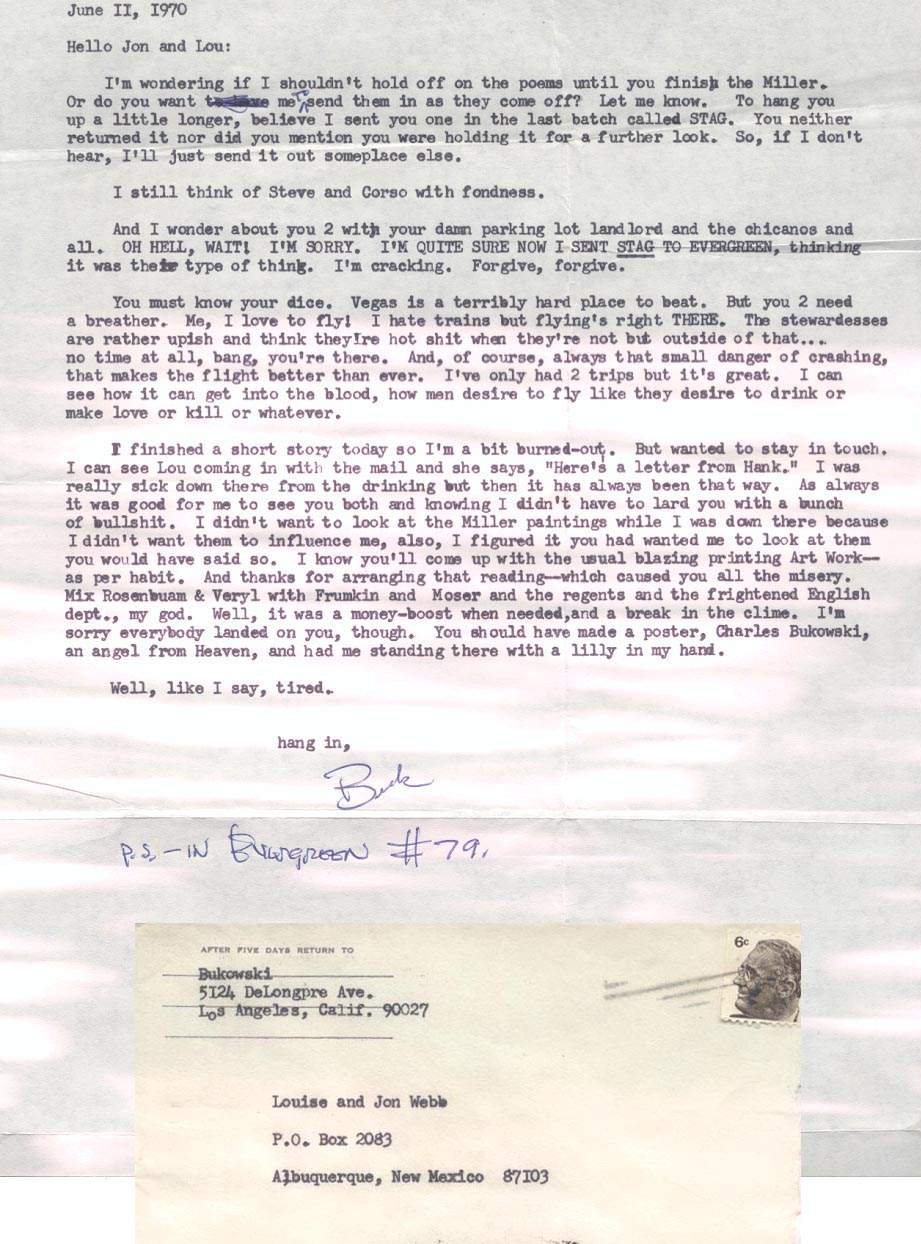 June II, I970
Hello Jon and Lou:
I'm wondering if I shouldn't hold off on the poems until you finish the Miller.
Or do you want me to send them in as they come off? Let me know. To hang you
up a little longer, believe I sent you one in the last batch called STAG. You neither
returned it nor did you mention you were holding it for a further look. So, if I don't
hear, I'll just send it out someplace else.
I still think of Steve and Corso with fondness.
And I wonder about you 2 with your damn parking lot landlord and the chicanos and
all. OH HELL, WAIT! I'M SORRY. I'M QUITE SURE NOW I SENT STAG TO EVERGREEN, thinking
it was their type of think. I'm cracking. Forgive, forgive.
You must know your dice. Vegas is a terribly hard place to beat. But you 2 need
a breather. Me, I love to fly! I hate trains but flying's right THERE. The stewardesses
are rather upish and think they!re hot shit when they're not but outside of that...
no time at all, bang, you're there. And, of course, always that small danger of crashing,
that makes the flight better than ever. I've only had 2 trips but it's great. I can
see how it can get into the blood, how men desire to fly like they desire to drink or
make love or kill or whatever.
I finished a short story today so I'm a bit burned-out. But wanted to stay in touch.
I can see Lou coming in with the mail and she says, "Here's a letter from Hank." I was
really sick down there from the drinking but then it has always been that way. As always
it was good for me to see you both and knowing I didn't have to lard you with a bunch
of bullshit. I didn't want to look at the Miller paintings while I was down there because
I didn't want them to influence me, also, I figured it you had wanted me to look at them
you would have said so. I know you'll come up with the usual blazing printing Art Work--
as per habit. And thanks for arranging that reading--which caused you all the misery.
Mix Rosenbuam & Veryl with Frumkin and Moser and the regents and the frightened English
dept., my god. Well, it was a money-boost when needed,and a break in the clime. I'm
sorry everybody landed on you, though. You should have made a poster, Charles Bukowski,
an angel from Heaven, and had me standing there with a lilly in my hand.
Well, like I say, tired.
hang in,
Buk
P.S. - IN EVERGREEN #79.
AFTER FIVE DAYS RETURN TO
6c
Bukowski
5I24 DeLongpre Ave.
Los Angeles, Calif. 90027
Louise and Jon Webb
P.O. Box 2083
Albuquerque, New Mexico 87I03